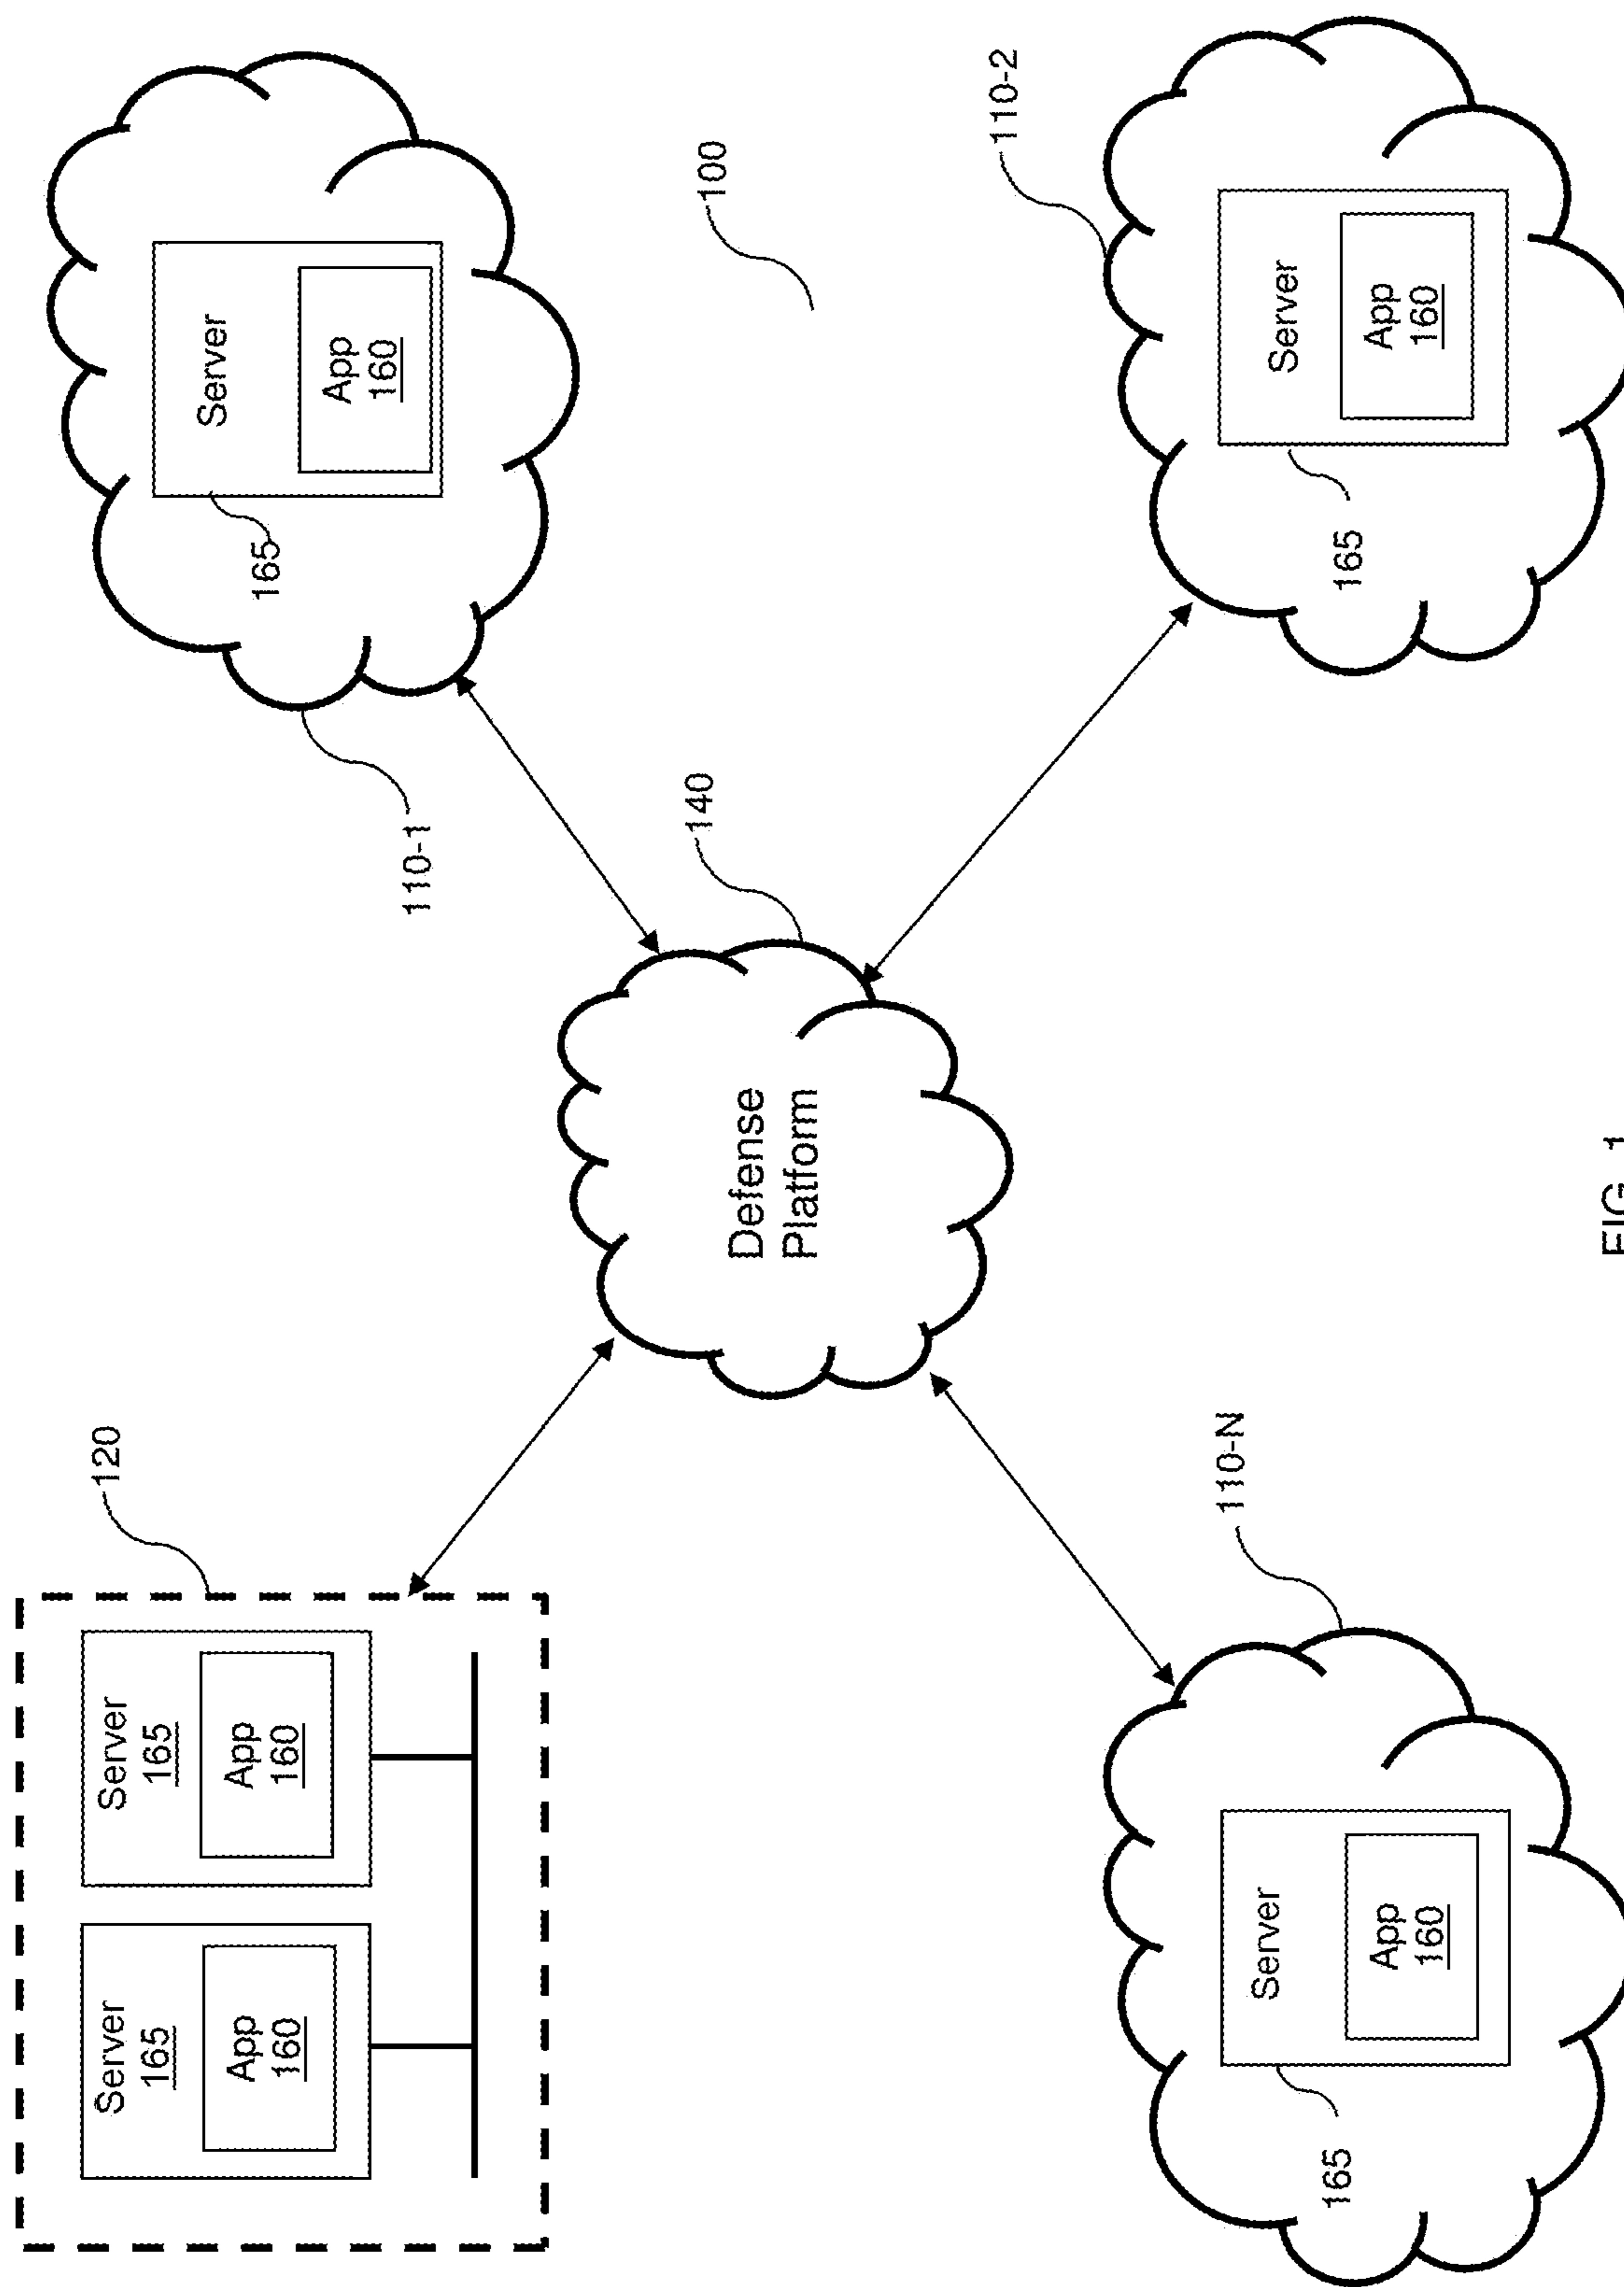 120
Server
165
App
160
Server
165
App
160
110-1
165
Server
App
160
140
100
Defense
Platform
110-N
165
Server
App
160
110-2
165
Server
App
160
FIG. 1